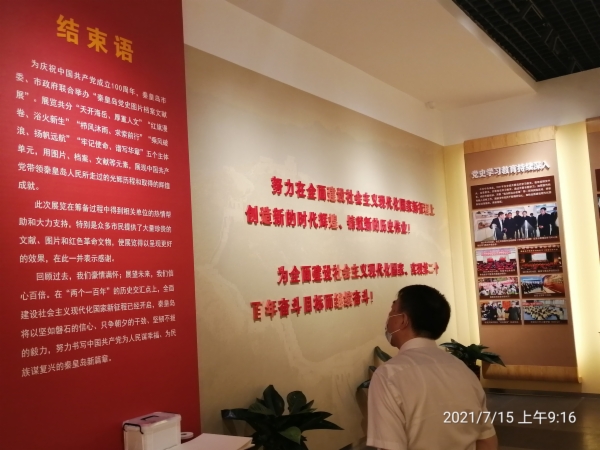 结束语
为庆祝中国共产党成立100周年，秦皇岛市
委、市政府联合举办“秦皇岛党史图片档案文献
展”。展览共分“天开海岳、厚重人文”“红旗漫
卷、浴火新生”“栉风沐雨、求索前行”“乘风破
浪、扬帆远航”“牢记使命、谱写华章”五个主体
单元，用图片、档案、文献等元素，展现中国共产
党带领秦皇岛人民所走过的光辉历程和取得的辉煌
成就。
此次展览在筹备过程中得到相关单位的热情帮
助和大力支持，特别是众多市民提供了大量珍贵的
文献、图片和红色革命文物，使展览得以呈现更好
的效果，在此一并表示感谢。
回顾过去，我们豪情满怀；展望未来，我们信
心百倍。在“两个一百年”的历史交汇点上，全面
建设社会主义现代化国家新征程已经开启，秦皇岛
将以坚如磐石的信心、只争朝夕的干劲、坚韧不拔
的毅力，努力书写中国共产党为人民谋幸福、为民
族谋复兴的秦皇岛新篇章。
努力在全面建设社会主义现代化国家新征程上
创造新的时代辉煌、铸就新的历史伟业！
为全面建设社会主义现代化国家、实现第二个
百年奋斗目标而继续奋斗！
党史学习教育持续深入
2021/7/15 上午9:16